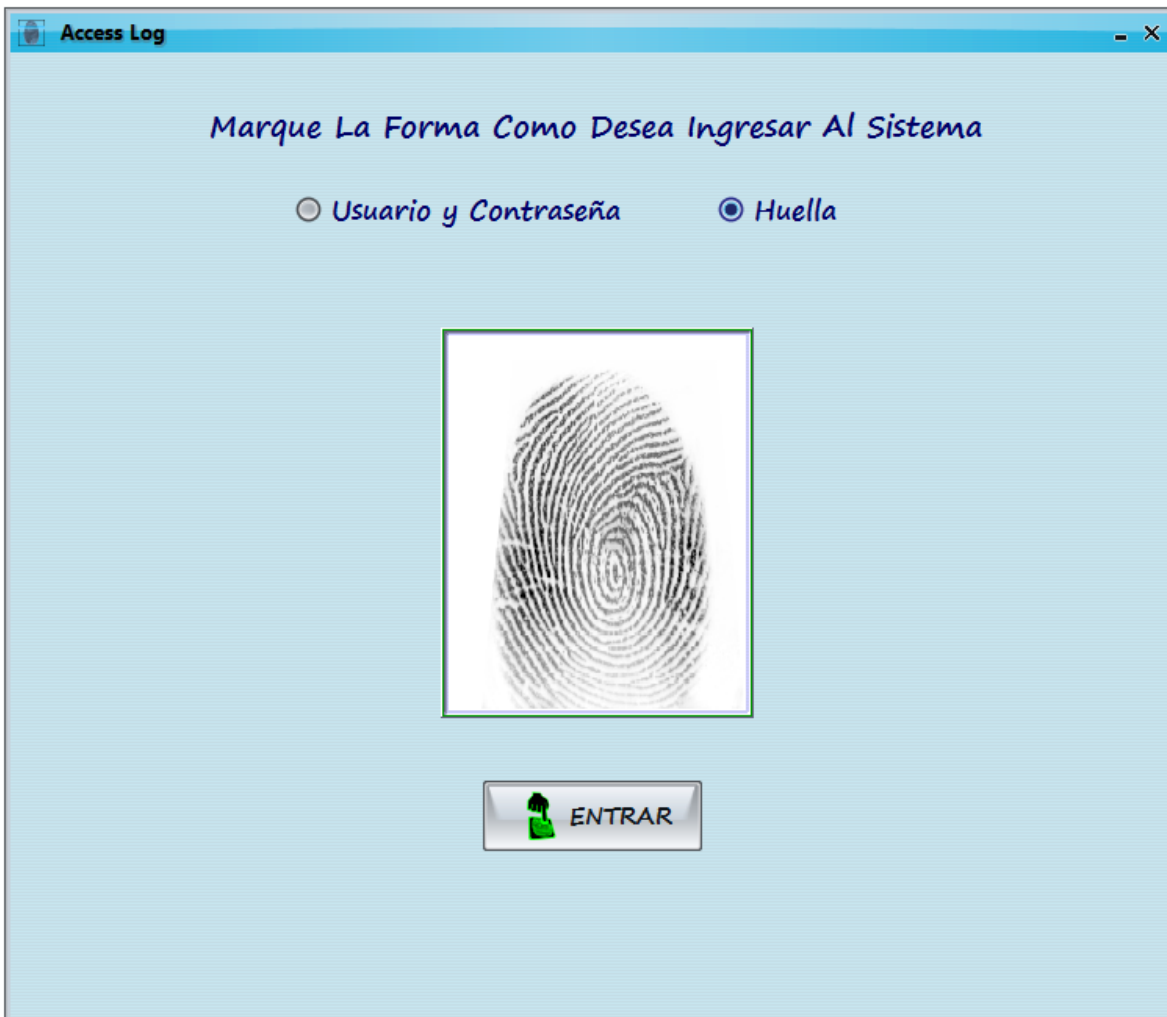 Access Log
Marque La Forma Como Desea Ingresar Al Sistema
Usuario y Contraseña Huella
ENTRAR